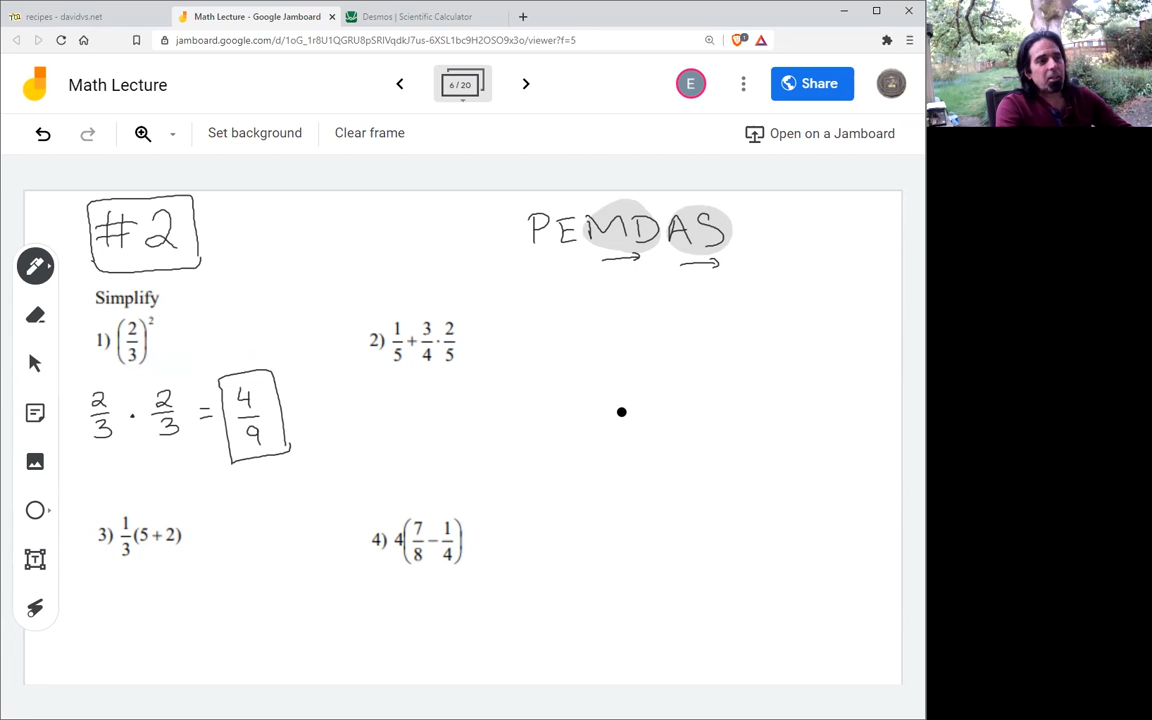 recipes - davidvs.net
Math Lecture - Google Jamboard
Desmos | Scientific Calculator
jamboard.google.com/d/1oG_1r8U1QGRU8pSRlVqdkJ7us-6XSL1bc9H2OSO9x3o/viewer?f=5
1
Math Lecture
6 / 20
E
Share
Set background
Clear frame
Open on a Jamboard
#2
PEMDAS
Simplify
1) (2/3)²
2) 1/5 + 3/4 · 2/5
2/3 · 2/3 = 4/9
3) 1/3(5 + 2)
4) 4(7/8 − 1/4)